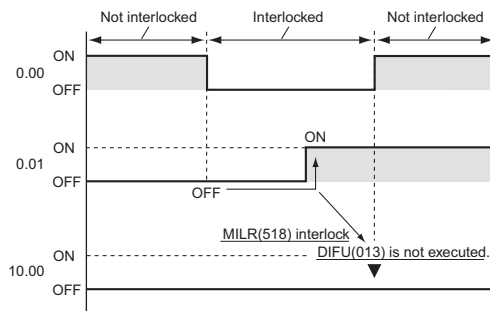 Not interlocked Interlocked Not interlocked
ON
0.00
OFF
ON
ON
0.01
OFF
OFF
MILR(518) interlock
DIFU(013) is not executed.
ON
10.00
OFF